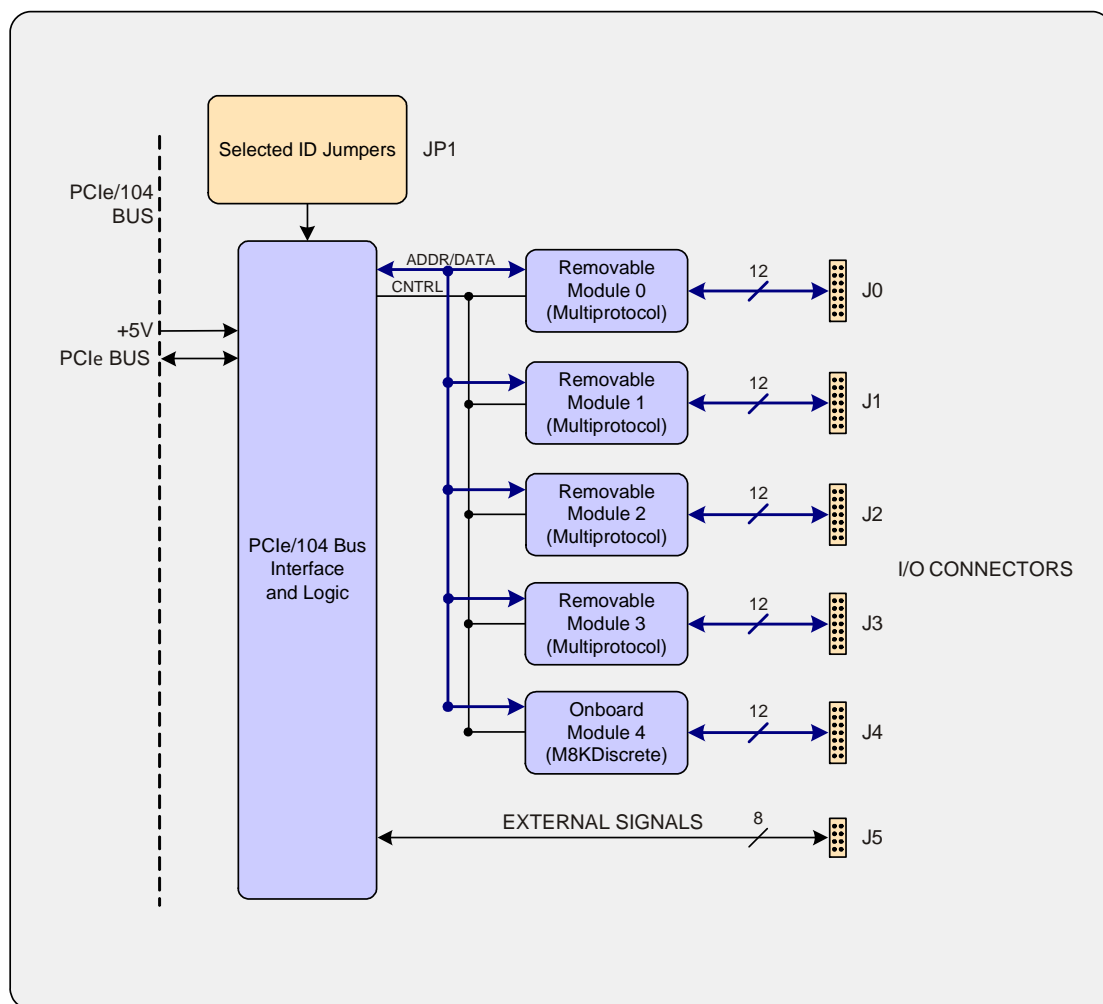 Selected ID Jumpers
JP1
PCIe/104
BUS
ADDR/DATA
CNTRL
Removable
Module 0
(Multiprotocol)
12
J0
+5V
PCIe BUS
Removable
Module 1
(Multiprotocol)
12
J1
Removable
Module 2
(Multiprotocol)
12
J2
PCIe/104 Bus
Interface
and Logic
I/O CONNECTORS
Removable
Module 3
(Multiprotocol)
12
J3
Onboard
Module 4
(M8KDiscrete)
12
J4
EXTERNAL SIGNALS
8
J5